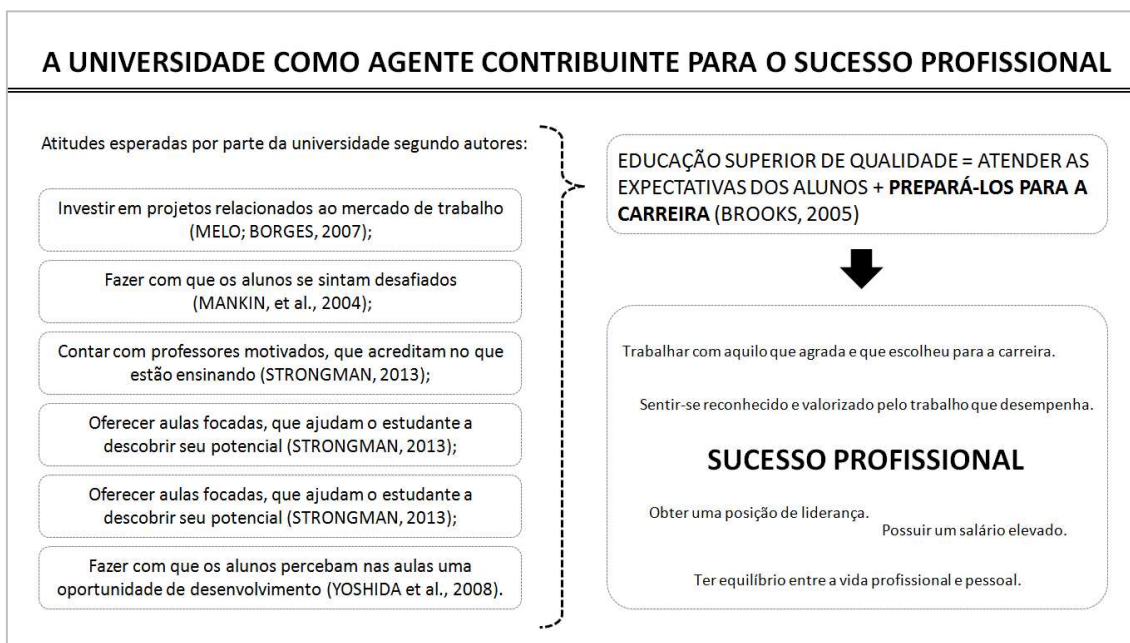 A UNIVERSIDADE COMO AGENTE CONTRIBUINTE PARA O SUCESSO PROFISSIONAL
Atitudes esperadas por parte da universidade segundo autores:
Investir em projetos relacionados ao mercado de trabalho
(MELO; BORGES, 2007);
Fazer com que os alunos se sintam desafiados
(MANKIN, et al., 2004);
Contar com professores motivados, que acreditam no que
estão ensinando (STRONGMAN, 2013);
Oferecer aulas focadas, que ajudam o estudante a
descobrir seu potencial (STRONGMAN, 2013);
Oferecer aulas focadas, que ajudam o estudante a
descobrir seu potencial (STRONGMAN, 2013);
Fazer com que os alunos percebam nas aulas uma
oportunidade de desenvolvimento (YOSHIDA et al., 2008).
EDUCAÇÃO SUPERIOR DE QUALIDADE = ATENDER AS
EXPECTATIVAS DOS ALUNOS + PREPARÁ-LOS PARA A
CARREIRA (BROOKS, 2005)
Trabalhar com aquilo que agrada e que escolheu para a carreira.
Sentir-se reconhecido e valorizado pelo trabalho que desempenha.
SUCESSO PROFISSIONAL
Obter uma posição de liderança.
Possuir um salário elevado.
Ter equilíbrio entre a vida profissional e pessoal.